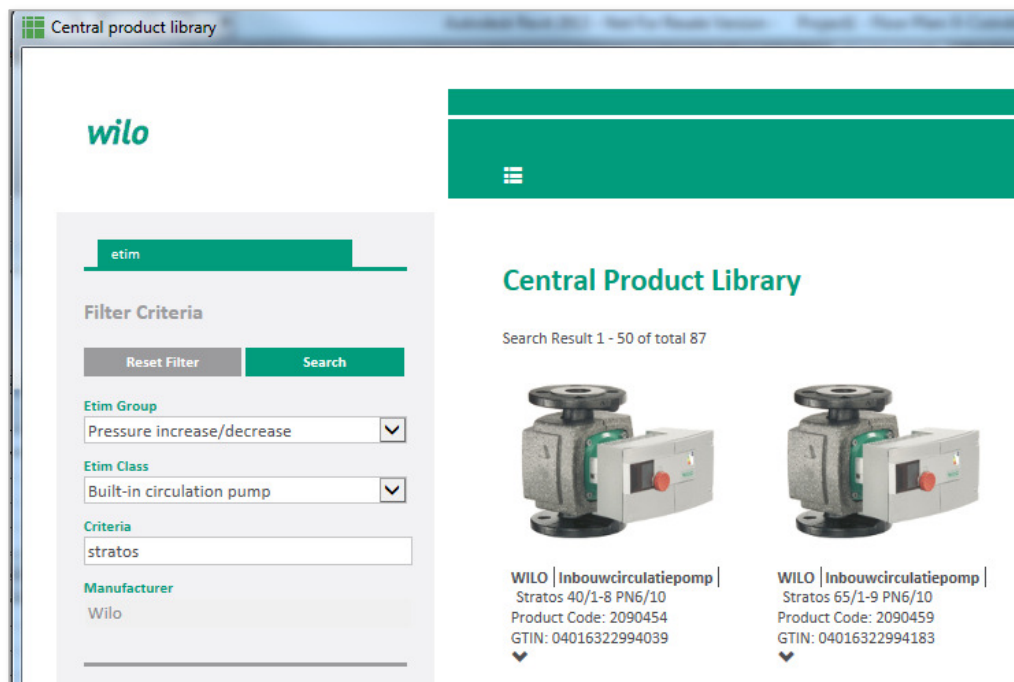 Central product library
wilo
etim
Filter Criteria
Reset Filter
Search
Etim Group
Pressure increase/decrease
Etim Class
Built-in circulation pump
Criteria
stratos
Manufacturer
Wilo
Central Product Library
Search Result 1 - 50 of total 87
WILO | Inbouwcirculatiepomp |
Stratos 40/1-8 PN6/10
Product Code: 2090454
GTIN: 04016322994039
WILO | Inbouwcirculatiepomp |
Stratos 65/1-9 PN6/10
Product Code: 2090459
GTIN: 04016322994183